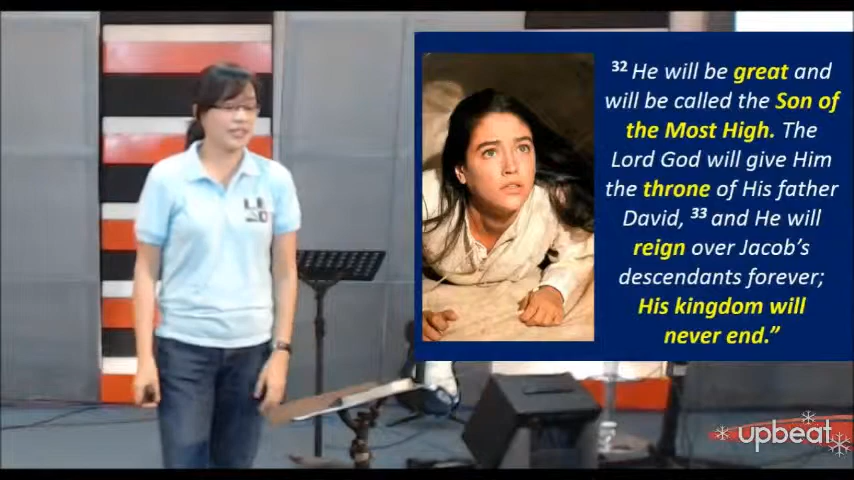 ³² He will be great and
will be called the Son of
the Most High. The
Lord God will give Him
the throne of His father
David, ³³ and He will
reign over Jacob's
descendants forever;
His kingdom will
never end.”
upbeat